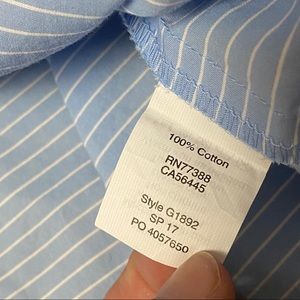 100% Cotton
RN77388
CA56445
Style G1892
SP 17
PO 4057650